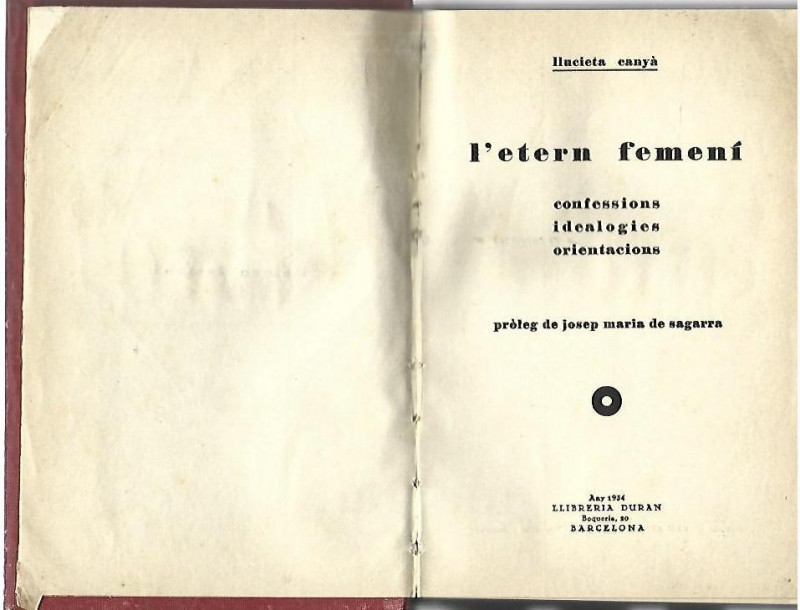 llucieta canyà
l'etern femení
confessions
idealogies
orientacions
pròleg de josep maria de sagarra
Any 1934
LLIBRERIA DURAN
Boqueria, 20
BARCELONA